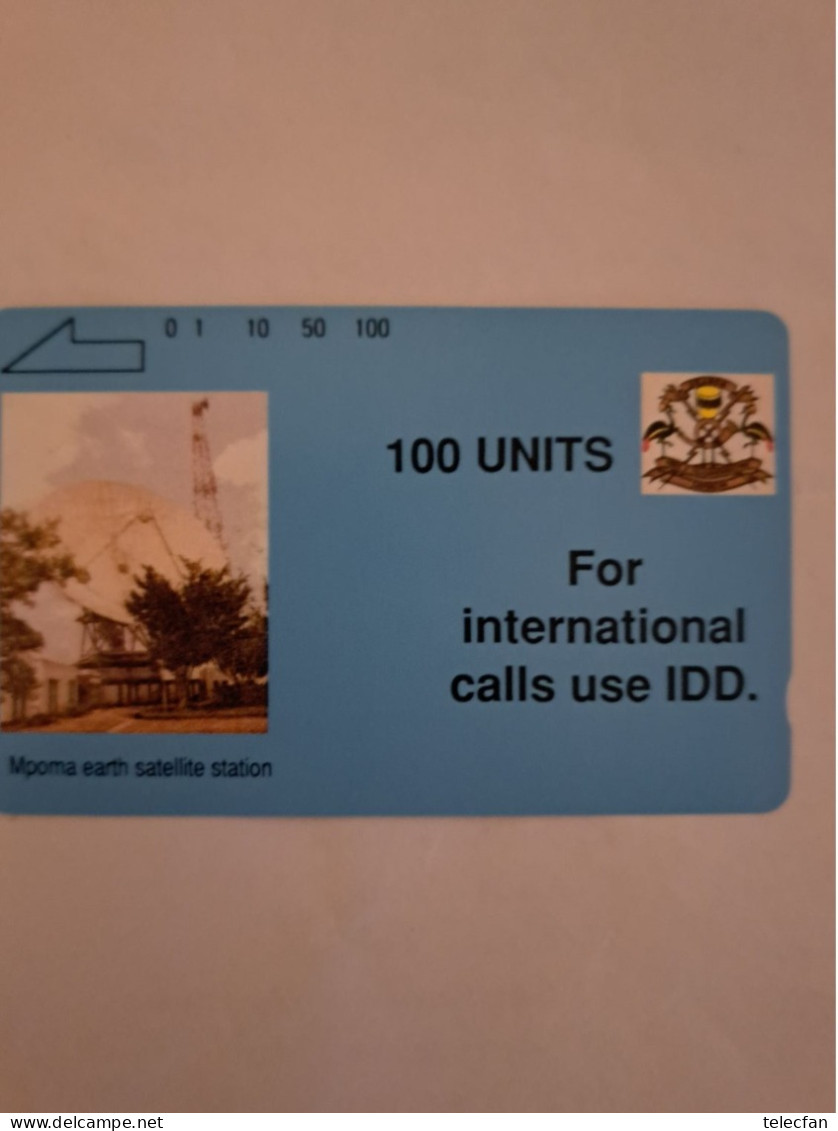 0 1 10 50 100
100 UNITS
For
international
calls use IDD.
Mpoma earth satellite station
www.delcampe.net
telecfan